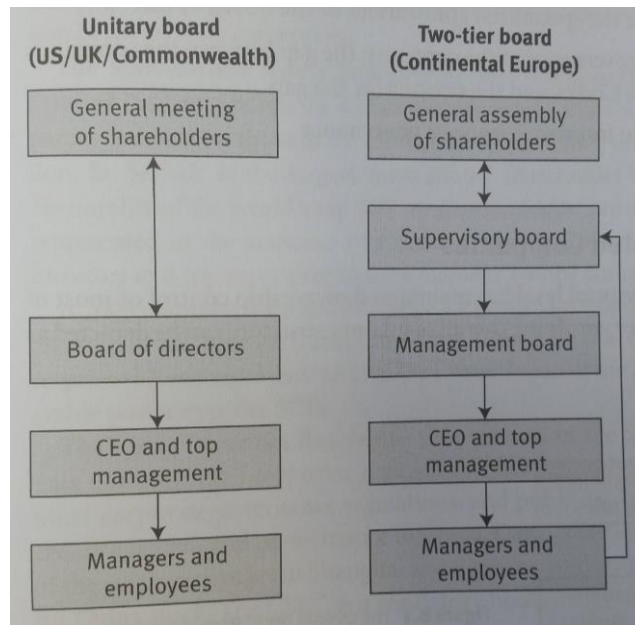 Unitary board
(US/UK/Commonwealth)
General meeting
of shareholders
Board of directors
CEO and top
management
Managers and
employees
Two-tier board
(Continental Europe)
General assembly
of shareholders
Supervisory board
Management board
CEO and top
management
Managers and
employees